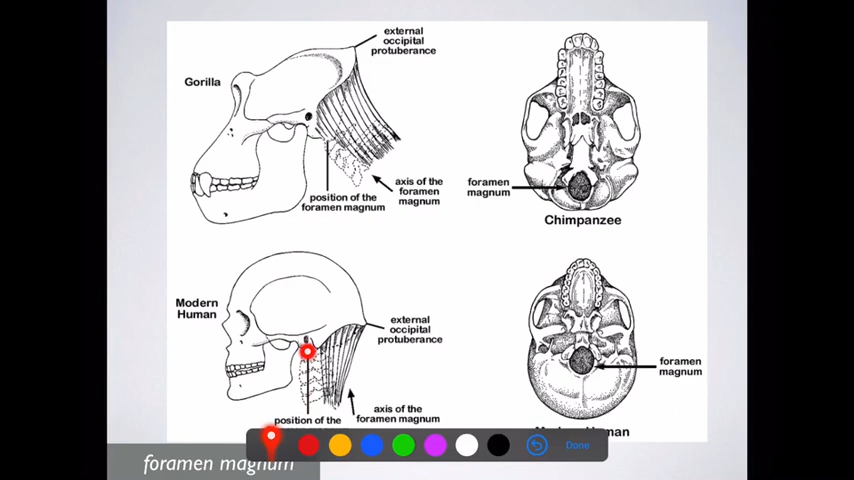 external
occipital
protuberance
Gorilla
axis of the
foramen magnum
position of the
foramen magnum
foramen
magnum
Chimpanzee
Modern
Human
external
occipital
protuberance
foramen
magnum
axis of the
foramen magnum
position of the
Human
Done
foramen magnum